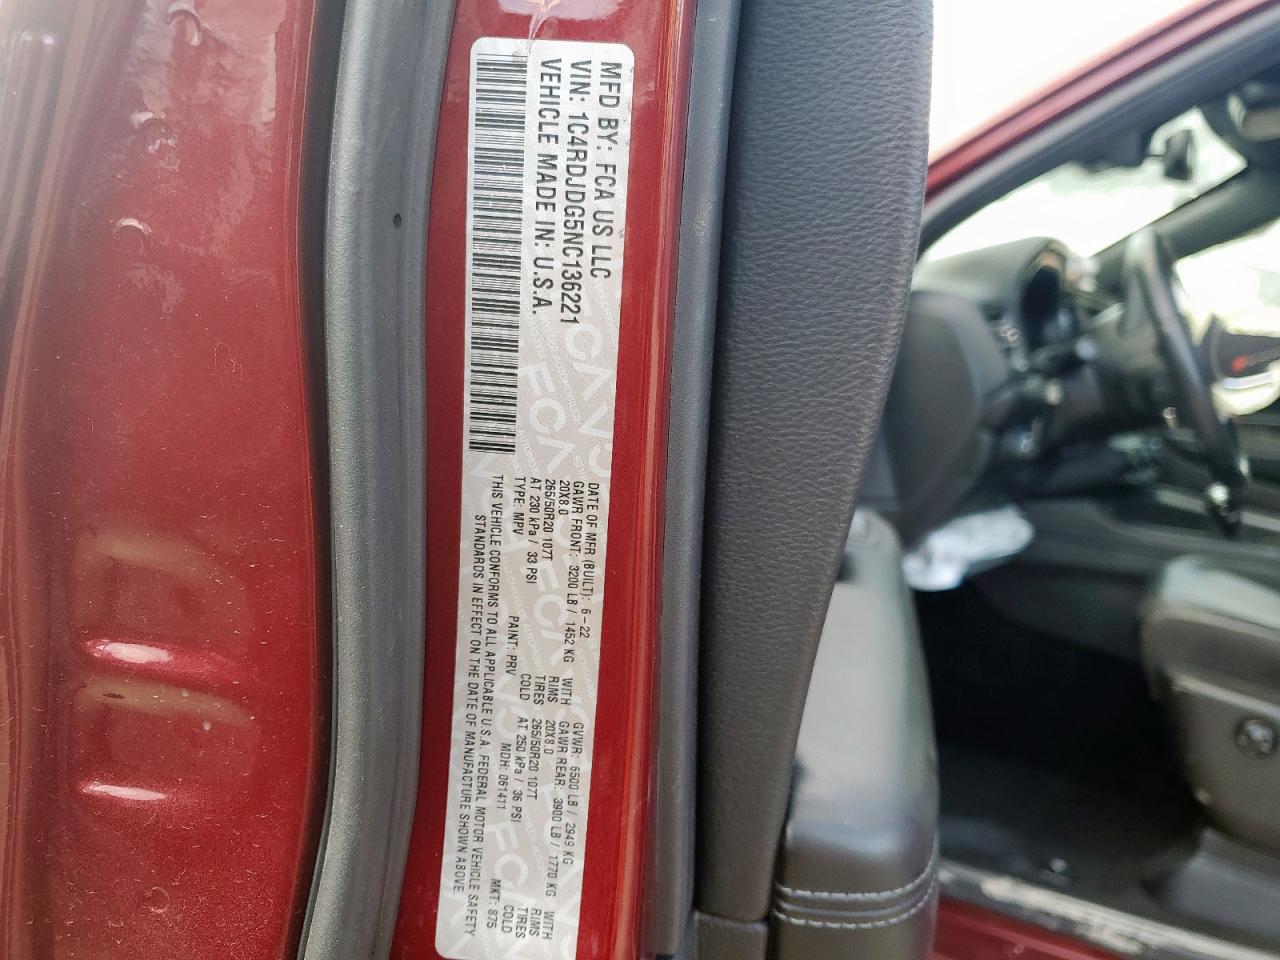 MFD BY: FCA US LLC
VIN: 1C4RDJDG5NC136221
VEHICLE MADE IN: U.S.A.
DATE OF MFR (BUILT): 6-22 GVWR: 6500 LB / 2949 KG
GAWR FRONT: 3200 LB / 1452 KG WITH GAWR REAR: 3900 LB / 1770 KG WITH
20X8.0 RIMS 20X8.0 RIMS
265/50R20 107T TIRES 265/50R20 107T TIRES
AT 230 kPa / 33 PSI COLD AT 250 kPa / 36 PSI COLD
TYPE: MPV PAINT: PRV MDH: 061411 MKT: 875
THIS VEHICLE CONFORMS TO ALL APPLICABLE U.S.A. FEDERAL MOTOR VEHICLE SAFETY
STANDARDS IN EFFECT ON THE DATE OF MANUFACTURE SHOWN ABOVE.